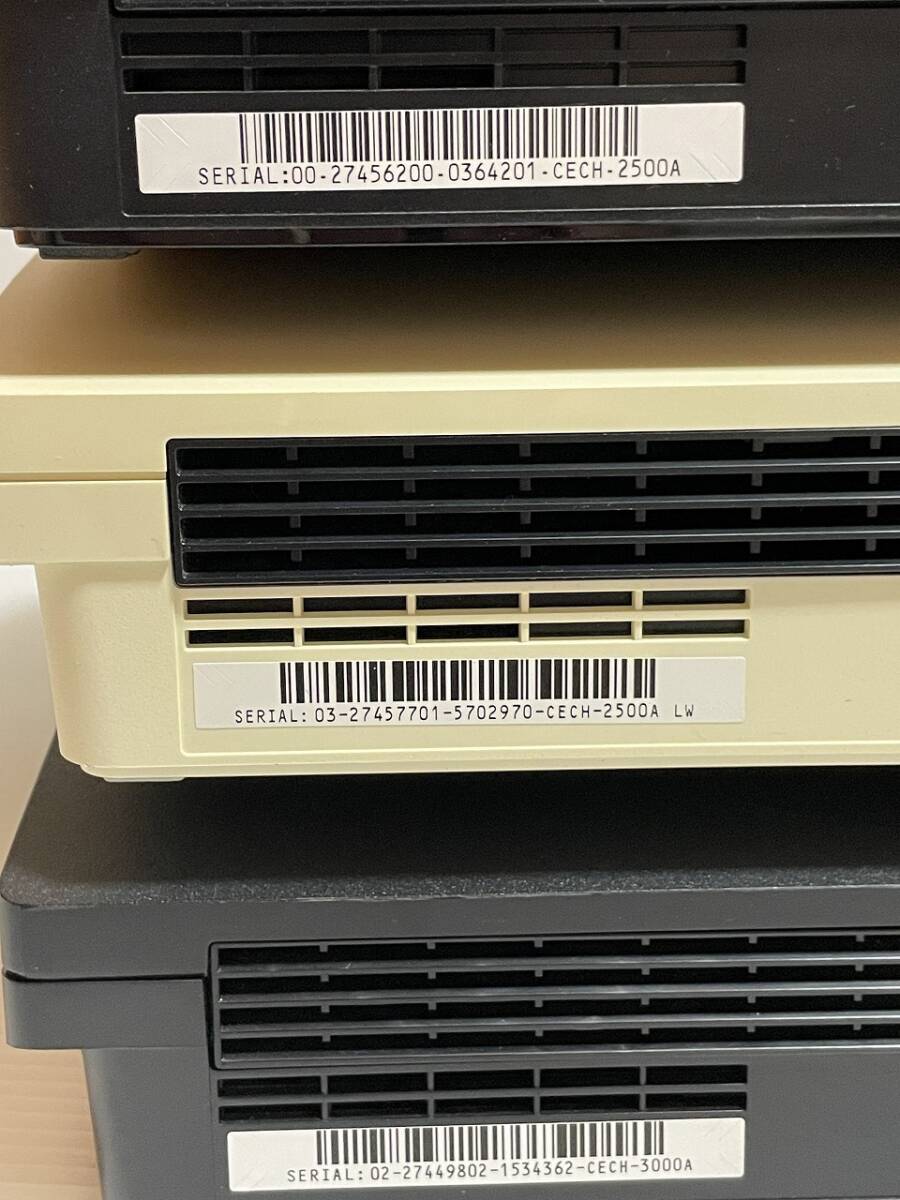 SERIAL:00-27456200-0364201-CECH-2500A
SERIAL: 03-27457701-5702970-CECH-2500A LW
SERIAL: 02-27449802-1534362-CECH-3000A